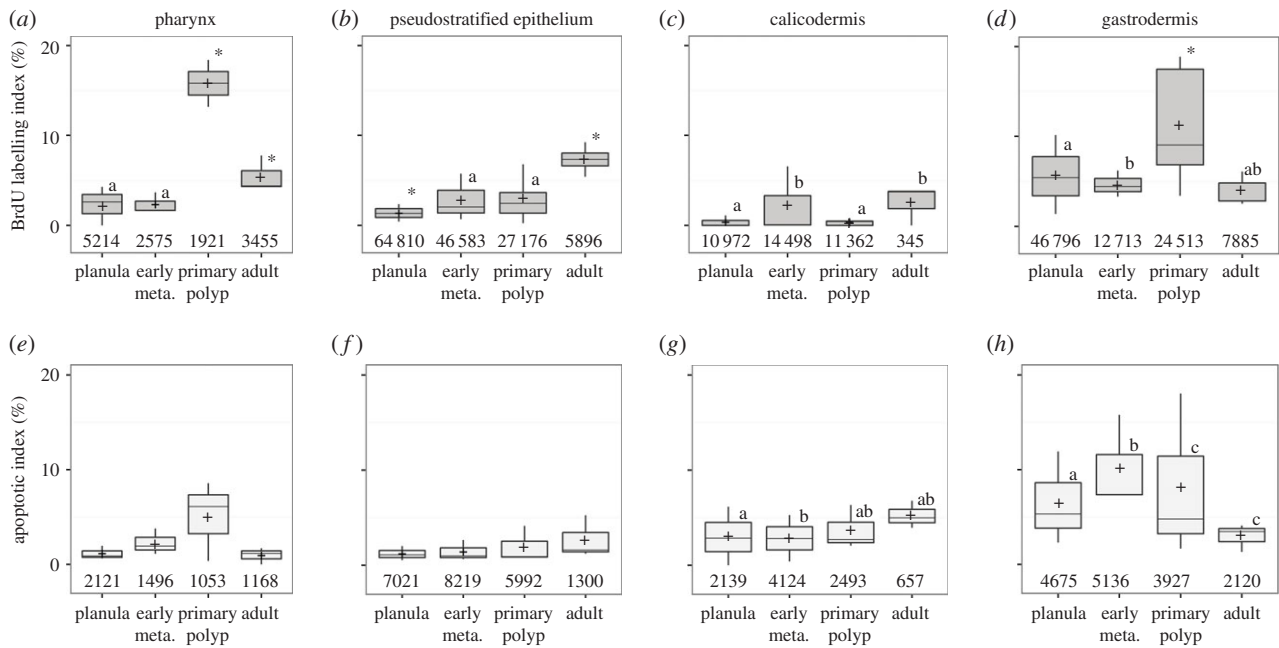 (a) pharynx (b) pseudostratified epithelium (c) calicodermis (d) gastrodermis
BrdU labelling index (%)
20
10
0
a a * *
5214 2575 1921 3455
planula early meta. primary polyp adult
* a a *
64 810 46 583 27 176 5896
planula early meta. primary polyp adult
a b a b
10 972 14 498 11 362 345
planula early meta. primary polyp adult
a b * ab
46 796 12 713 24 513 7885
planula early meta. primary polyp adult
(e) (f) (g) (h)
apoptotic index (%)
20
10
0
2121 1496 1053 1168
planula early meta. primary polyp adult
7021 8219 5992 1300
planula early meta. primary polyp adult
a b ab ab
2139 4124 2493 657
planula early meta. primary polyp adult
a b c c
4675 5136 3927 2120
planula early meta. primary polyp adult